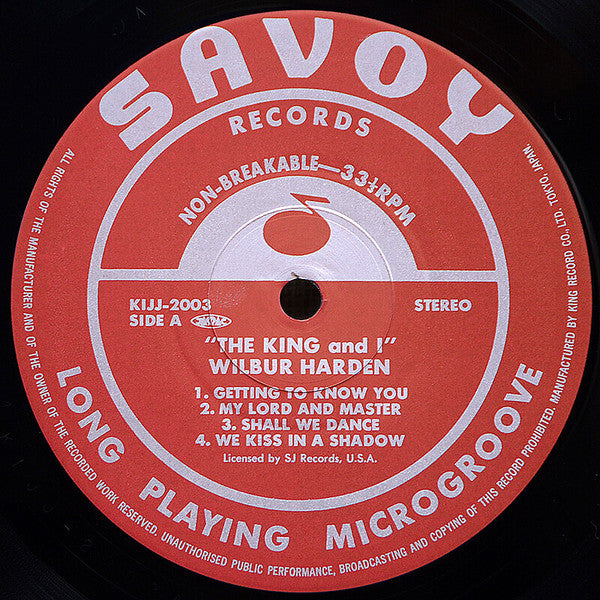 SAVOY
RECORDS
NON-BREAKABLE—33⅓RPM
KIJJ-2003
STEREO
SIDE A
"THE KING and I"
WILBUR HARDEN
1. GETTING TO KNOW YOU
2. MY LORD AND MASTER
3. SHALL WE DANCE
4. WE KISS IN A SHADOW
Licensed by SJ Records, U.S.A.
LONG PLAYING MICROGROOVE
ALL RIGHTS OF THE MANUFACTURER AND OF THE OWNER OF THE RECORDED WORK RESERVED. UNAUTHORISED PUBLIC PERFORMANCE, BROADCASTING AND COPYING OF THIS RECORD PROHIBITED. MANUFACTURED BY KING RECORD CO., LTD. TOKYO, JAPAN.